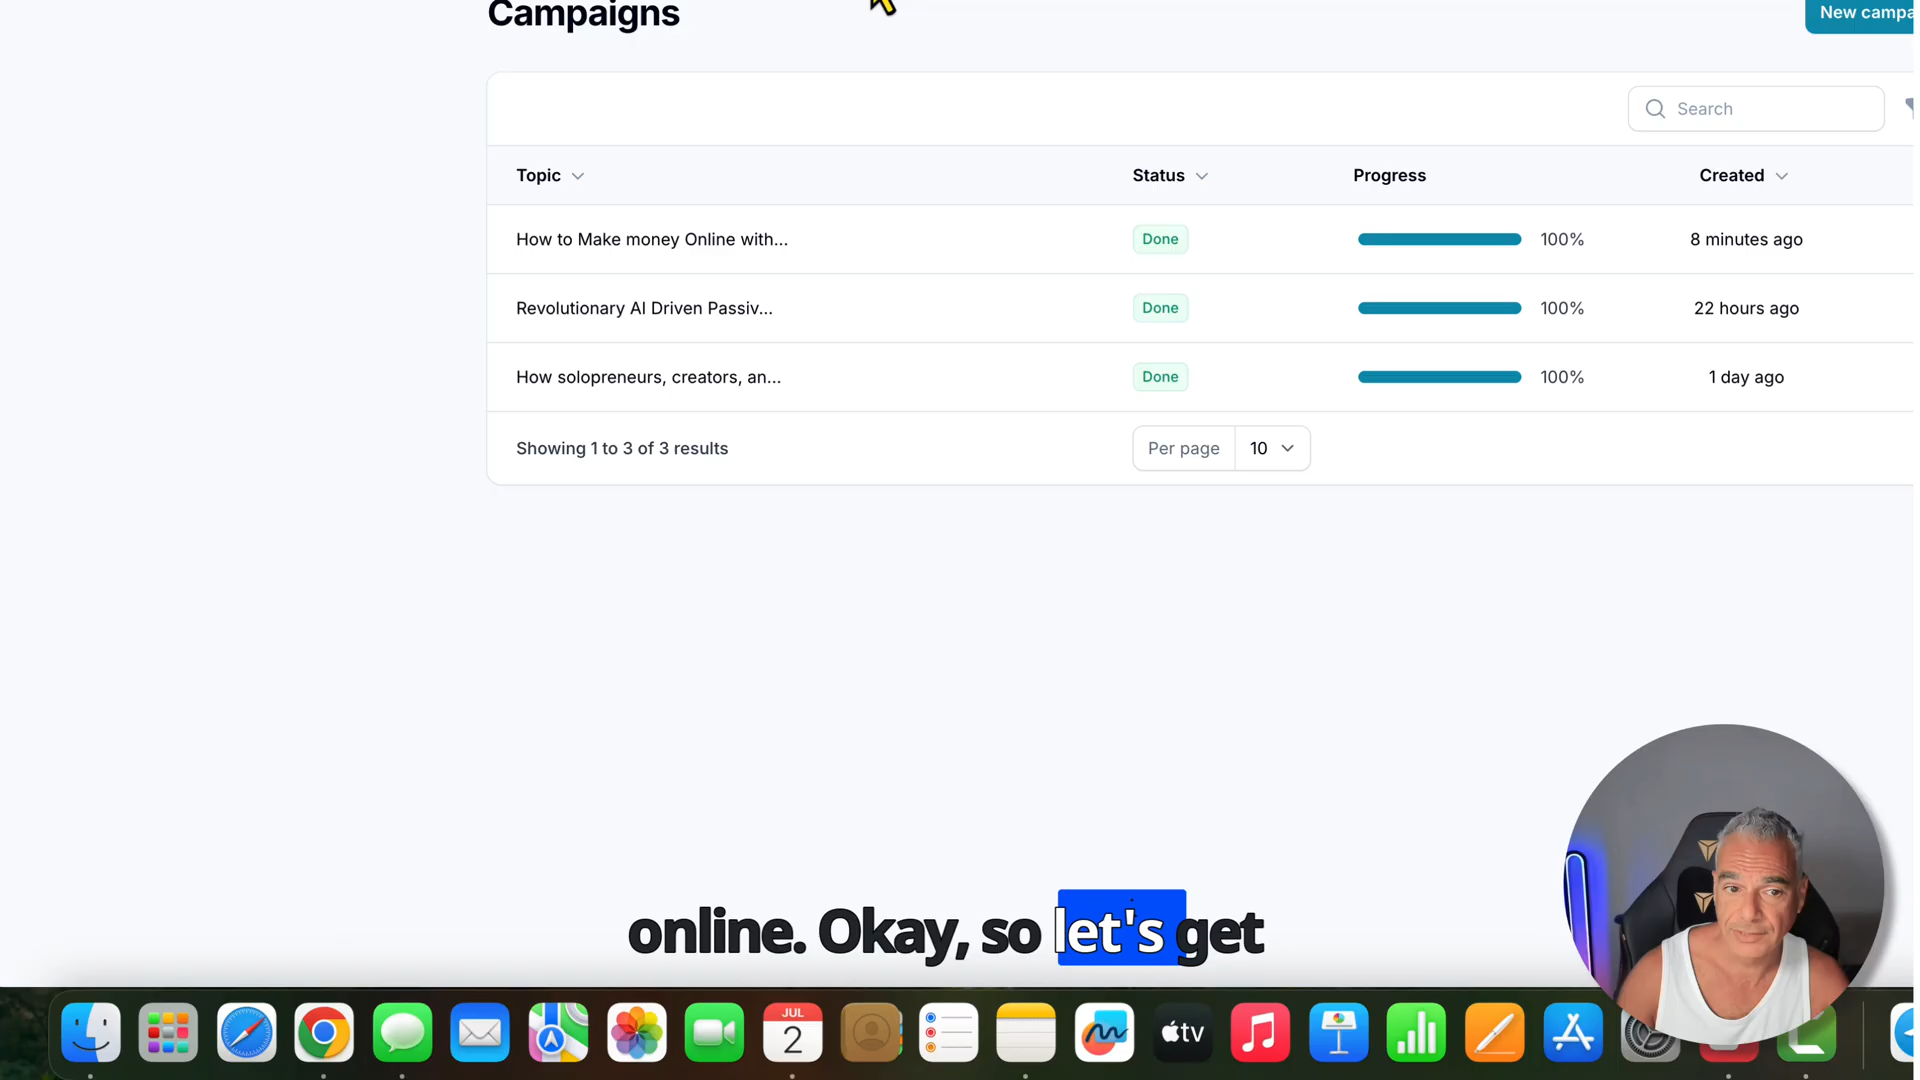 Campaigns
New campa
Search
Topic Status Progress Created
How to Make money Online with... Done 100% 8 minutes ago
Revolutionary AI Driven Passiv... Done 100% 22 hours ago
How solopreneurs, creators, an... Done 100% 1 day ago
Showing 1 to 3 of 3 results Per page 10
online. Okay, so let's get
JUL
2
tv